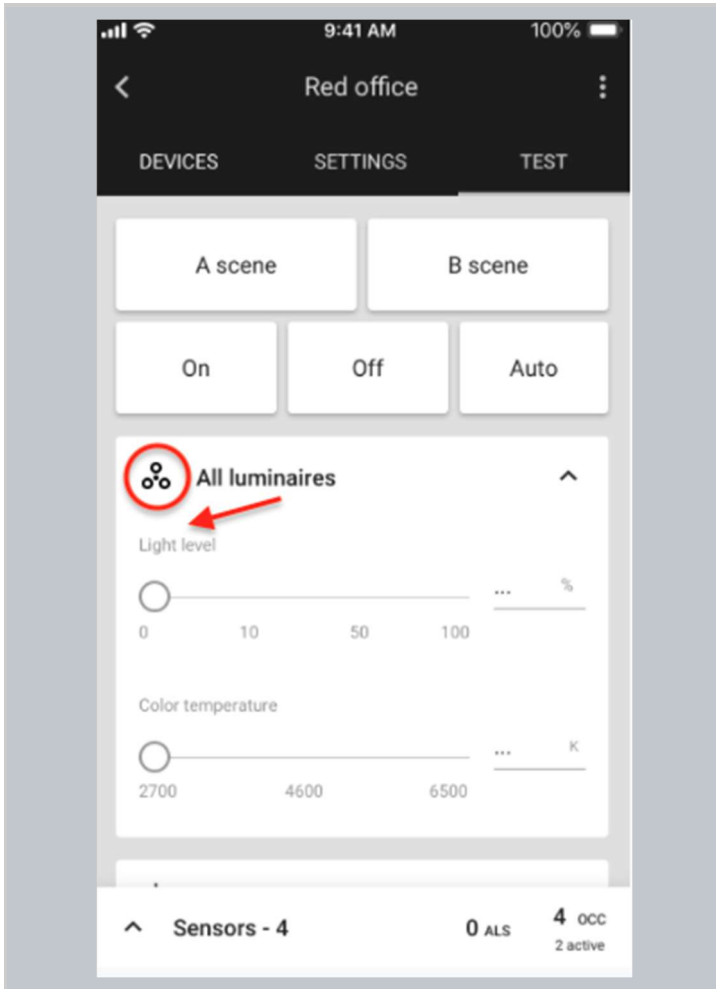 9:41 AM 100%
Red office
DEVICES SETTINGS TEST
A scene B scene
On Off Auto
All luminaires
Light level
... %
0 10 50 100
Color temperature
... K
2700 4600 6500
Sensors - 4 0 ALS 4 OCC
2 active